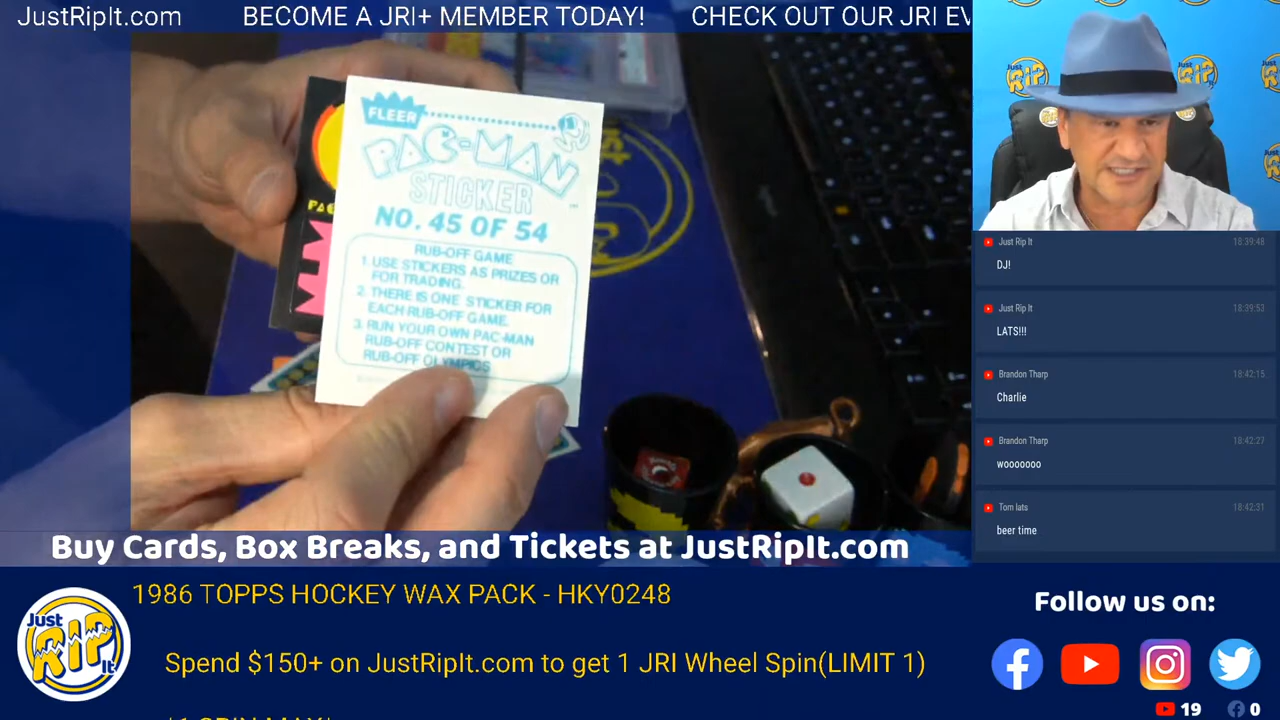 JustRipIt.com BECOME A JRI+ MEMBER TODAY! CHECK OUT OUR JRI EV
FLEER
PAC-MAN
STICKER
NO. 45 OF 54
RUB-OFF GAME
1. USE STICKERS AS PRIZES OR
FOR TRADING.
2. THERE IS ONE STICKER FOR
EACH RUB-OFF GAME.
3. RUN YOUR OWN PAC-MAN
RUB-OFF CONTEST OR
RUB-OFF OLYMPICS
PAC
Just Rip It 18:39:48
DJ!
Just Rip It 18:39:53
LATS!!!
Brandon Tharp 18:42:15
Charlie
Brandon Tharp 18:42:27
wooooooo
Tom lats 18:42:31
beer time
Buy Cards, Box Breaks, and Tickets at JustRipIt.com
Just
RIP
It
1986 TOPPS HOCKEY WAX PACK - HKY0248
Spend $150+ on JustRipIt.com to get 1 JRI Wheel Spin(LIMIT 1)
*1 SPIN MAX*
Follow us on:
19 0